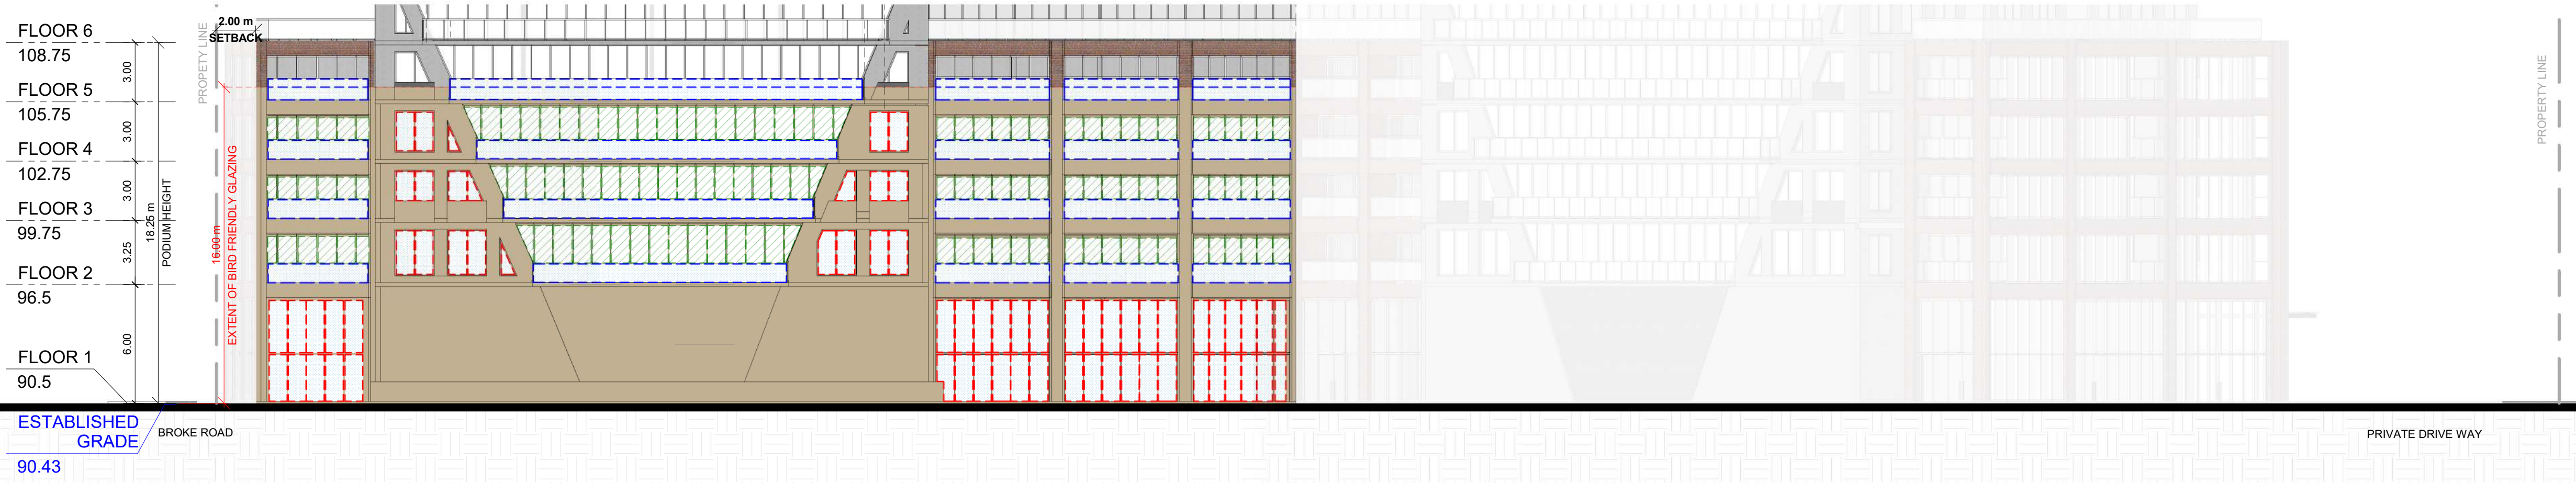 FLOOR 6
108.75
FLOOR 5
105.75
FLOOR 4
102.75
FLOOR 3
99.75
FLOOR 2
96.5
FLOOR 1
90.5
ESTABLISHED
GRADE
90.43
3.00
3.00
3.00
3.25
6.00
18.25 m
PODIUM HEIGHT
PROPETY LINE
2.00 m
SETBACK
16.00 m
EXTENT OF BIRD FRIENDLY GLAZING
BROKE ROAD
PROPERTY LINE
PRIVATE DRIVE WAY